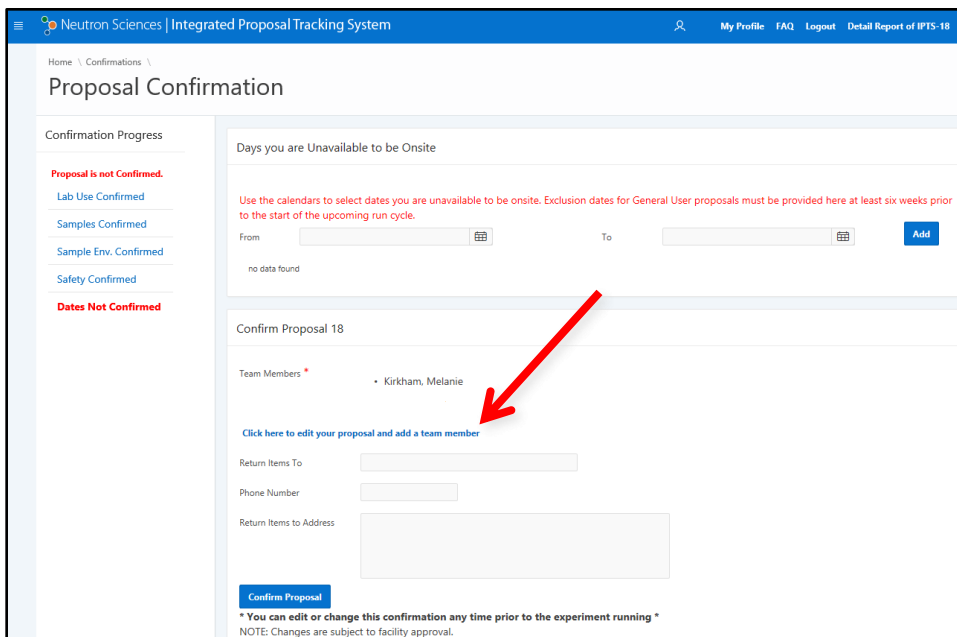 Neutron Sciences | Integrated Proposal Tracking System
My Profile FAQ Logout Detail Report of IPTS-18
Home \ Confirmations \
Proposal Confirmation
Confirmation Progress
Proposal is not Confirmed.
Lab Use Confirmed
Samples Confirmed
Sample Env. Confirmed
Safety Confirmed
Dates Not Confirmed
Days you are Unavailable to be Onsite
Use the calendars to select dates you are unavailable to be onsite. Exclusion dates for General User proposals must be provided here at least six weeks prior
to the start of the upcoming run cycle.
From To Add
no data found
Confirm Proposal 18
Team Members *
• Kirkham, Melanie
Click here to edit your proposal and add a team member
Return Items To
Phone Number
Return Items to Address
Confirm Proposal
* You can edit or change this confirmation any time prior to the experiment running *
NOTE: Changes are subject to facility approval.